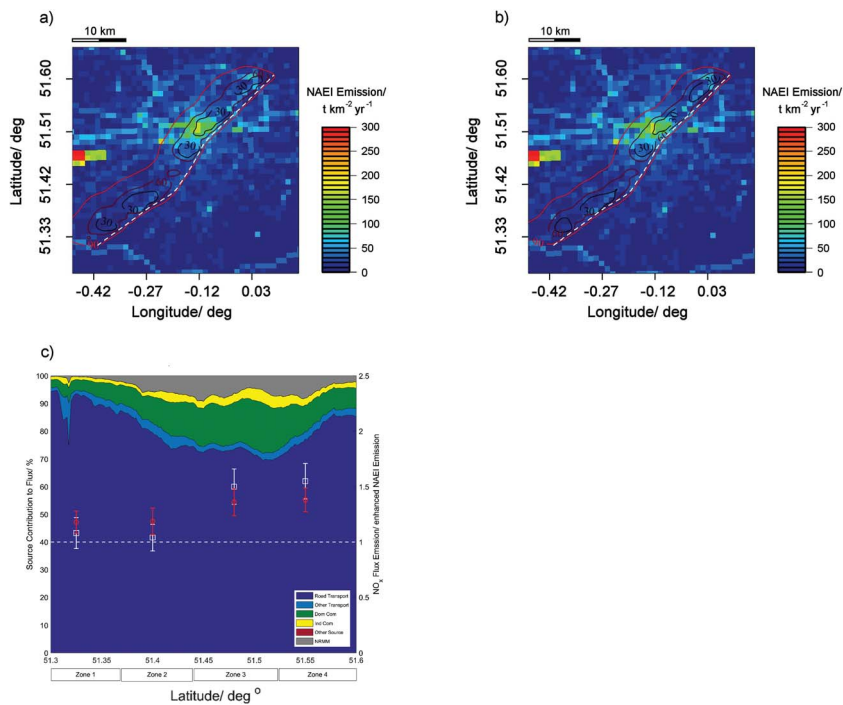 a)
10 km
NAEI Emission/
t km-2 yr-1
Latitude/ deg
51.60
51.51
51.42
51.33
300
250
200
150
100
50
0
30
30
30
30
-0.42
-0.27
-0.12
0.03
Longitude/ deg
b)
10 km
NAEI Emission/
t km-2 yr-1
Latitude/ deg
51.60
51.51
51.42
51.33
300
250
200
150
100
50
0
30
30
30
-0.42
-0.27
-0.12
0.03
Longitude/ deg
c)
Source Contribution to Flux/ %
100
90
80
70
60
50
40
30
20
10
0
2.5
2
1.5
1
0.5
0
NOx Flux Emssion/ enhanced NAEI Emission
Road Transport
Other Transport
Dom Com
Ind Com
Other Source
NRMM
51.3
51.35
51.4
51.45
51.5
51.55
51.6
Zone 1
Zone 2
Zone 3
Zone 4
Latitude/ deg o